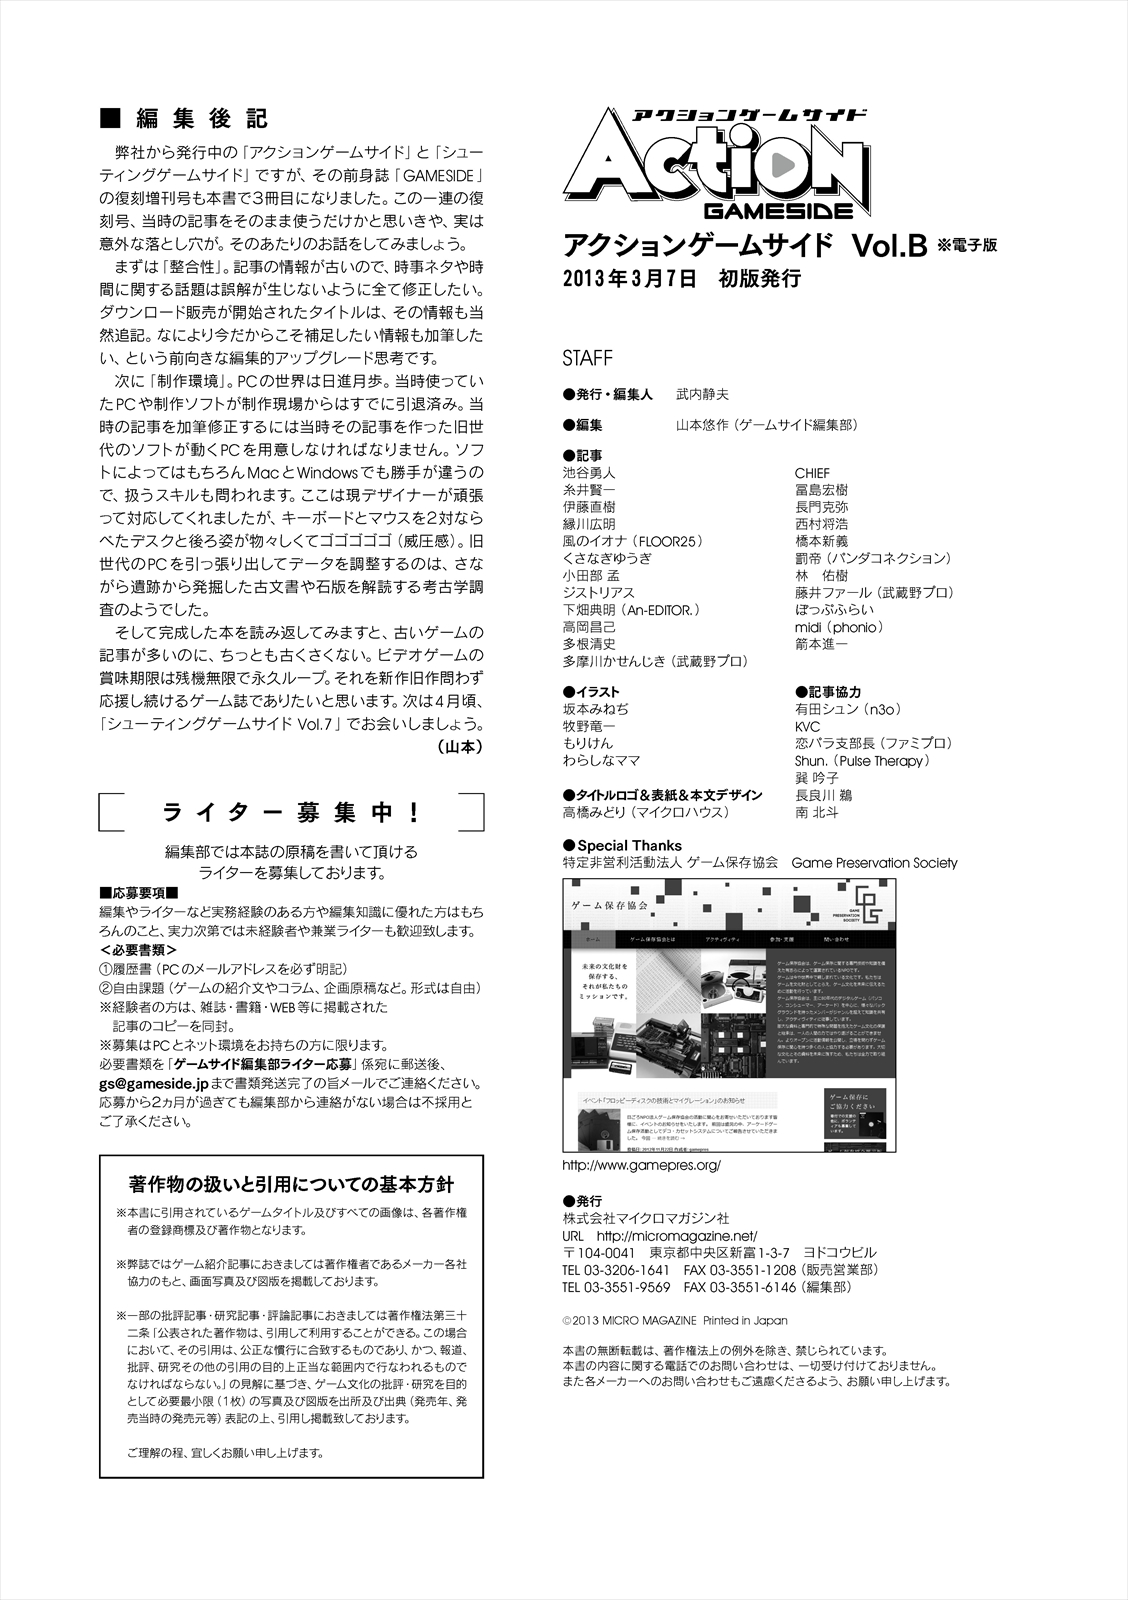 ■編集後記
弊社から発行中の「アクションゲームサイド」と「シュー
ティングゲームサイド」ですが、その前身誌「GAMESIDE」
の復刻増刊号も本書で3冊目になりました。この一連の復
刻号、当時の記事をそのまま使うだけかと思いきや、実は
意外な落とし穴が。そのあたりのお話をしてみましょう。
まずは「整合性」。記事の情報が古いので、時事ネタや時
間に関する話題は誤解が生じないように全て修正したい。
ダウンロード販売が開始されたタイトルは、その情報も当
然追記。なにより今だからこそ補足したい情報も加筆した
い、という前向きな編集的アップグレード思考です。
次に「制作環境」。PCの世界は日進月歩。当時使ってい
たPCや制作ソフトが制作現場からはすでに引退済み。当
時の記事を加筆修正するには当時その記事を作った旧世
代のソフトが動くPCを用意しなければなりません。ソフ
トによってはもちろんMacとWindowsでも勝手が違うの
で、扱うスキルも問われます。ここは現デザイナーが頑張
って対応してくれましたが、キーボードとマウスを2対なら
べたデスクと後ろ姿が物々しくてゴゴゴゴゴ（威圧感）。旧
世代のPCを引っ張り出してデータを調整するのは、さな
がら遺跡から発掘した古文書や石版を解読する考古学調
査のようでした。
そして完成した本を読み返してみますと、古いゲームの
記事が多いのに、ちっとも古くさくない。ビデオゲームの
賞味期限は残機無限で永久ループ。それを新作旧作問わず
応援し続けるゲーム誌でありたいと思います。次は4月頃、
「シューティングゲームサイド Vol.7」でお会いしましょう。
（山本）
ライター募集中！
編集部では本誌の原稿を書いて頂ける
ライターを募集しております。
■応募要項■
編集やライターなど実務経験のある方や編集知識に優れた方はもち
ろんのこと、実力次第では未経験者や兼業ライターも歓迎致します。
＜必要書類＞
①履歴書（PCのメールアドレスを必ず明記）
②自由課題（ゲームの紹介文やコラム、企画原稿など。形式は自由）
※経験者の方は、雑誌・書籍・WEB等に掲載された
記事のコピーを同封。
※募集はPCとネット環境をお持ちの方に限ります。
必要書類を「ゲームサイド編集部ライター応募」係宛に郵送後、
gs@gameside.jpまで書類発送完了の旨メールでご連絡ください。
応募から2ヵ月が過ぎても編集部から連絡がない場合は不採用と
ご了承ください。
著作物の扱いと引用についての基本方針
※本書に引用されているゲームタイトル及びすべての画像は、各著作権
者の登録商標及び著作物となります。
※弊誌ではゲーム紹介記事におきましては著作権者であるメーカー各社
協力のもと、画面写真及び図版を掲載しております。
※一部の批評記事・研究記事・評論記事におきましては著作権法第三十
二条「公表された著作物は、引用して利用することができる。この場合
において、その引用は、公正な慣行に合致するものであり、かつ、報道、
批評、研究その他の引用の目的上正当な範囲内で行なわれるもので
なければならない。」の見解に基づき、ゲーム文化の批評・研究を目的
として必要最小限（1枚）の写真及び図版を出所及び出典（発売年、発
売当時の発売元等）表記の上、引用し掲載致しております。
ご理解の程、宜しくお願い申し上げます。
アクションゲームサイド
Action
GAMESIDE
アクションゲームサイド Vol.B ※電子版
2013年3月7日 初版発行
STAFF
●発行・編集人 武内静夫
●編集 山本悠作（ゲームサイド編集部）
●記事
池谷勇人
糸井賢一
伊藤直樹
縁川広明
風のイオナ（FLOOR25）
くさなぎゆうぎ
小田部 孟
ジストリアス
下畑典明（An-EDITOR.）
高岡昌己
多根清史
多摩川かせんじき（武蔵野プロ）
CHIEF
冨島宏樹
長門克弥
西村将浩
橋本新義
罰帝（パンダコネクション）
林 佑樹
藤井ファール（武蔵野プロ）
ぽっぷふらい
midi（phonio）
箭本進一
●イラスト
坂本みねぢ
牧野竜一
もりけん
わらしなママ
●タイトルロゴ＆表紙＆本文デザイン
高橋みどり（マイクロハウス）
●記事協力
有田シュン（n3o）
KVC
恋パラ支部長（ファミプロ）
Shun.（Pulse Therapy）
巽 吟子
長良川 鵜
南 北斗
●Special Thanks
特定非営利活動法人 ゲーム保存協会 Game Preservation Society
ゲーム保存協会
GAME
PRESERVATION
SOCIETY
ホーム ゲーム保存協会とは アクティヴィティ 参加・支援 問い合わせ
未来の文化財を
保存する、
それが私たちの
ミッションです。
イベント「フロッピーディスクの技術とマイグレーション」のお知らせ
ゲーム保存に
ご協力ください
http://www.gamepres.org/
●発行
株式会社マイクロマガジン社
URL http://micromagazine.net/
〒104-0041 東京都中央区新富1-3-7 ヨドコウビル
TEL 03-3206-1641 FAX 03-3551-1208（販売営業部）
TEL 03-3551-9569 FAX 03-3551-6146（編集部）
©2013 MICRO MAGAZINE Printed in Japan
本書の無断転載は、著作権法上の例外を除き、禁じられています。
本書の内容に関する電話でのお問い合わせは、一切受け付けておりません。
また各メーカーへのお問い合わせもご遠慮くださるよう、お願い申し上げます。